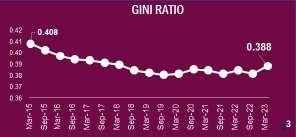 GINI RATIO
0.42
0.41
0.40
0.39
0.38
0.37
0.36
0.408
0.388
Mar-15
Sep-15
Mar-16
Sep-16
Mar-17
Sep-17
Mar-18
Sep-18
Mar-19
Sep-19
Mar-20
Sep-20
Mar-21
Sep-21
Mar-22
Sep-22
Mar-23
3